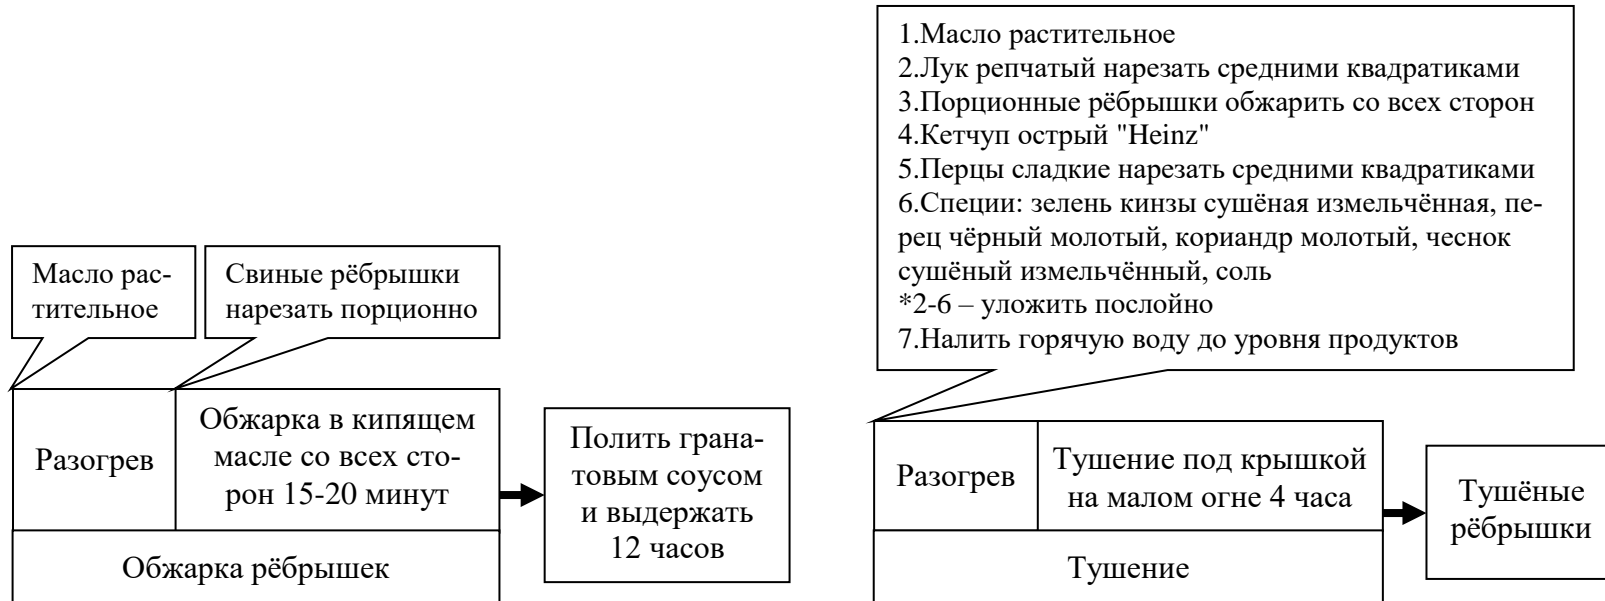 Масло рас-
тительное
Свиные рёбрышки
нарезать порционно
Разогрев
Обжарка в кипящем
масле со всех сто-
рон 15-20 минут
Обжарка рёбрышек
Полить грана-
товым соусом
и выдержать
12 часов
1.Масло растительное
2.Лук репчатый нарезать средними квадратиками
3.Порционные рёбрышки обжарить со всех сторон
4.Кетчуп острый "Heinz"
5.Перцы сладкие нарезать средними квадратиками
6.Специи: зелень кинзы сушёная измельчённая, пе-
рец чёрный молотый, кориандр молотый, чеснок
сушёный измельчённый, соль
*2-6 – уложить послойно
7.Налить горячую воду до уровня продуктов
Разогрев
Тушение под крышкой
на малом огне 4 часа
Тушение
Тушёные
рёбрышки